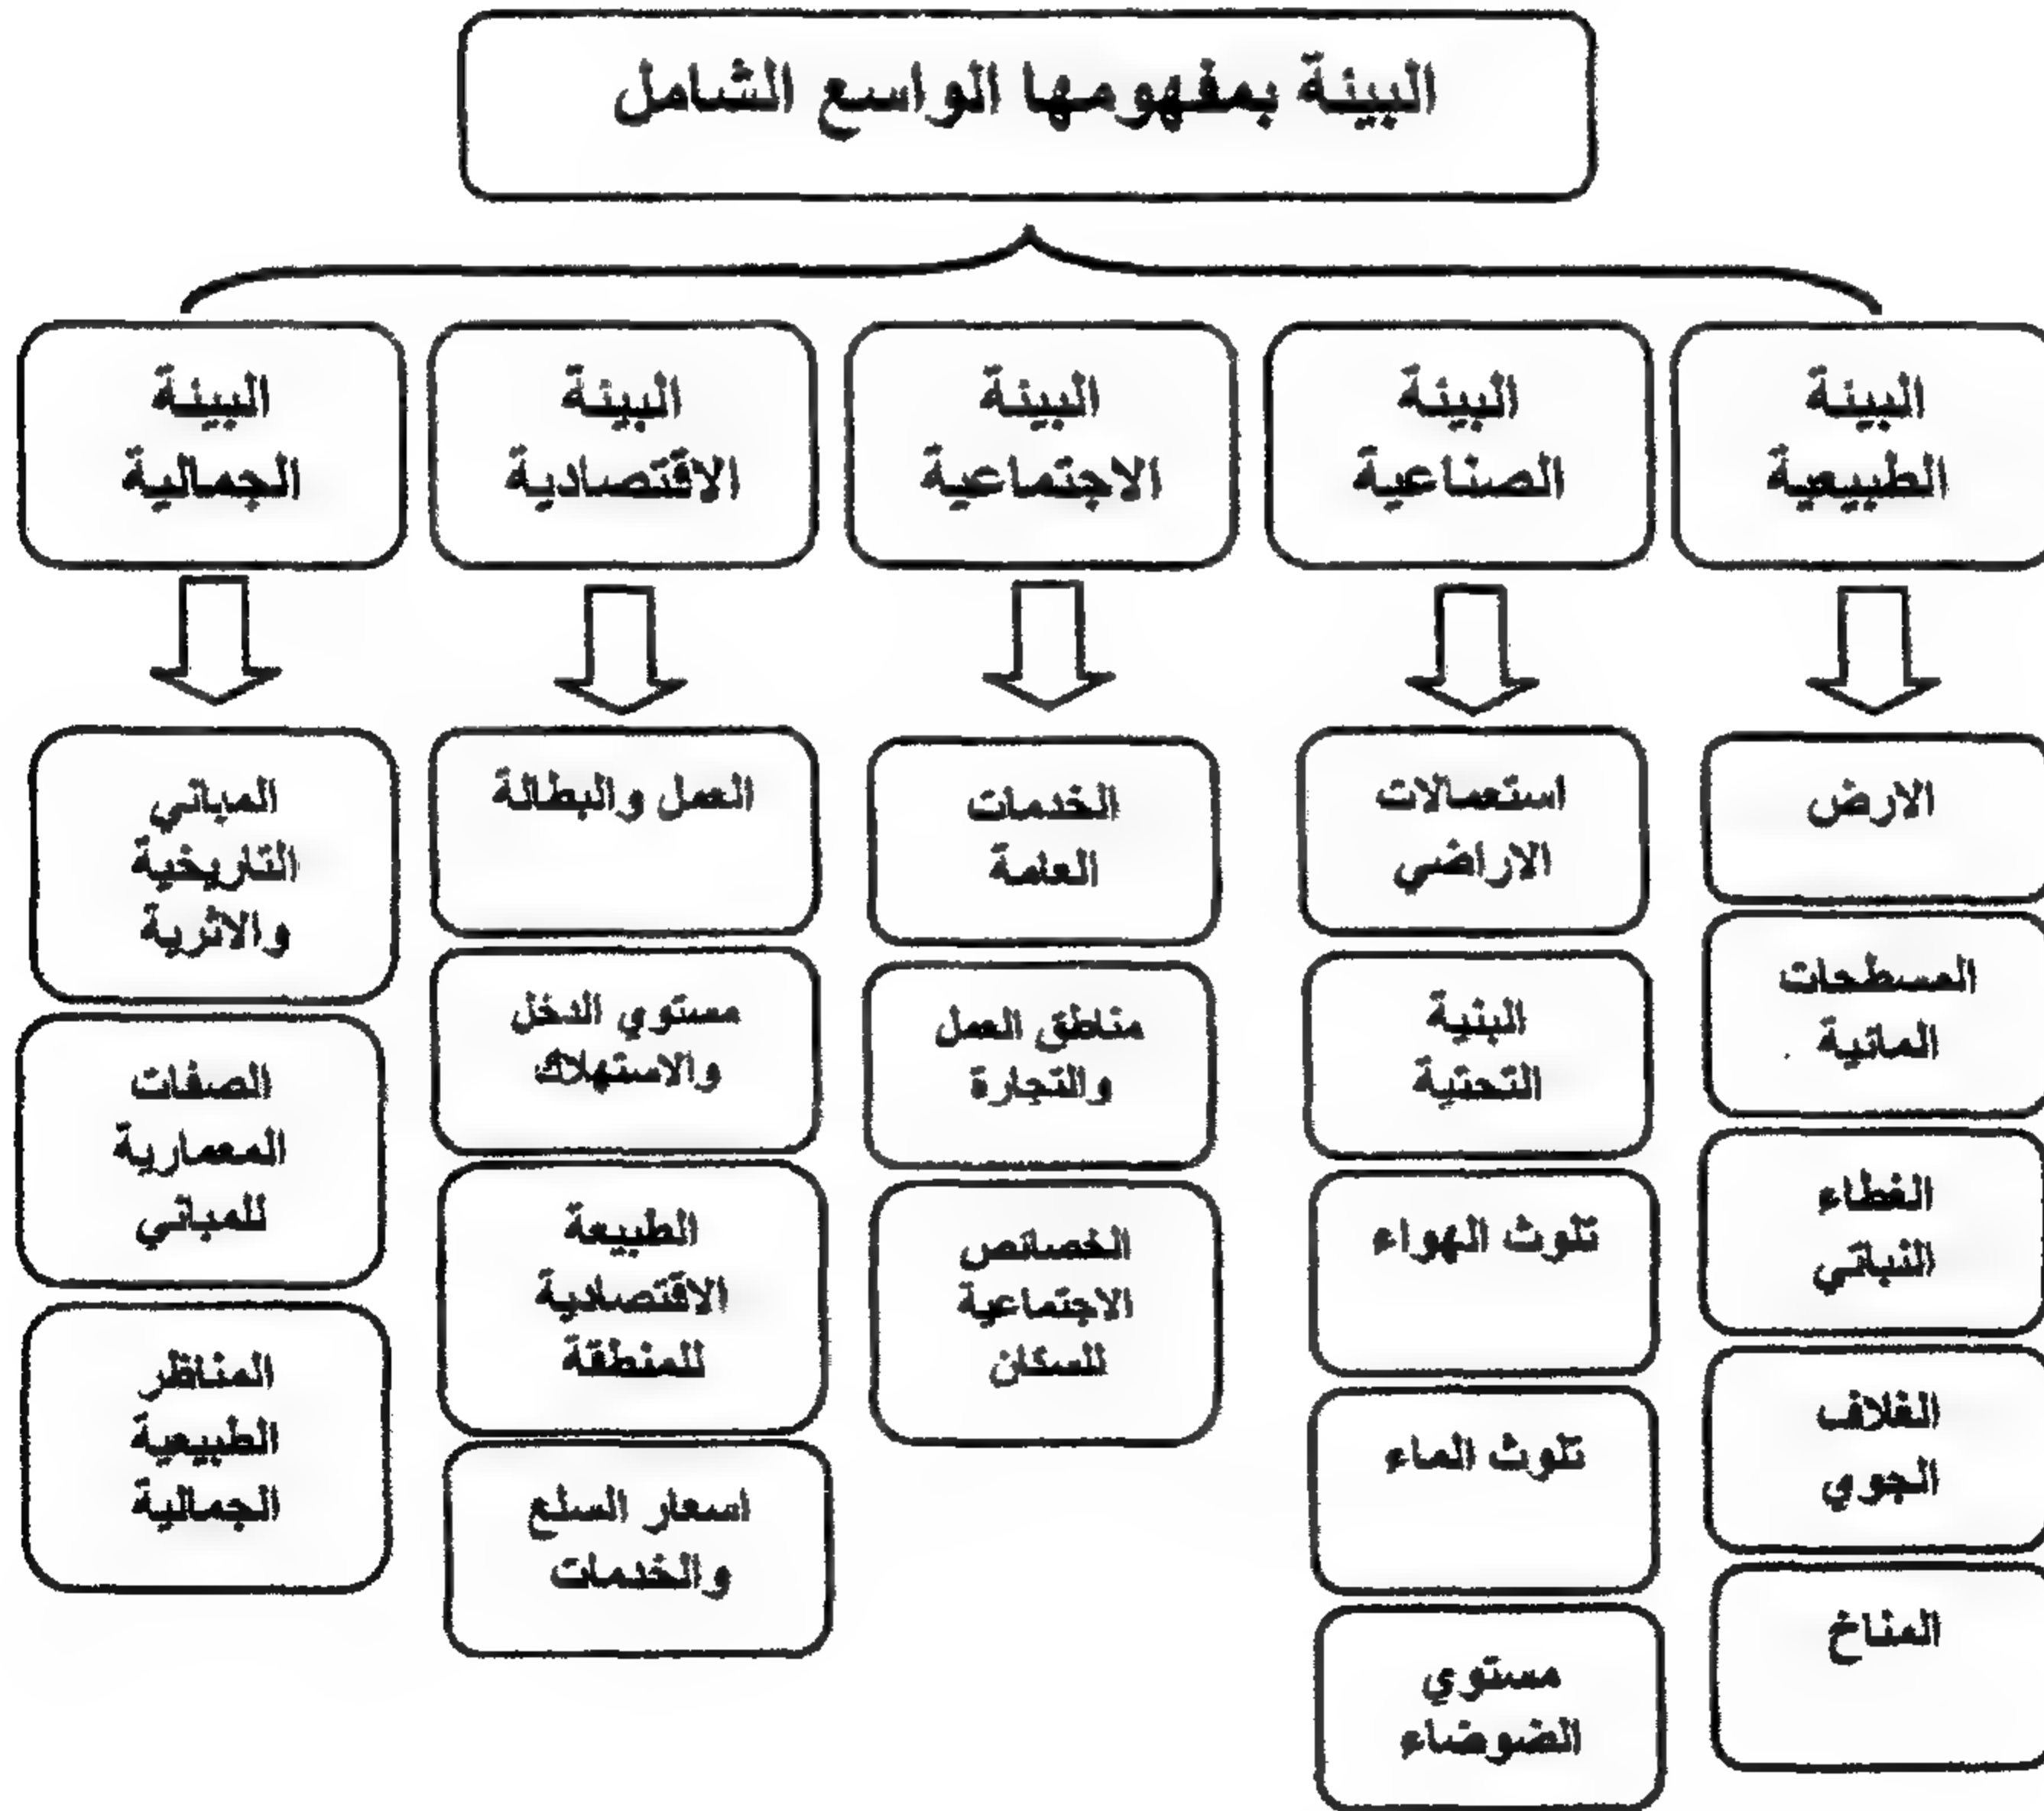 البيئة بمفهومها الواسع الشامل
البيئة
الطبيعية
البيئة
الصناعية
البيئة
الاجتماعية
البيئة
الاقتصادية
البيئة
الجمالية
الارض
المسطحات
المائية
الغطاء
النباتي
الغلاف
الجوي
المناخ
استعمالات
الاراضي
البنية
التحتية
تلوث الهواء
تلوث الماء
مستوي
الضوضاء
الخدمات
العامة
مناطق العمل
والتجارة
الخصائص
الاجتماعية
للسكان
العمل والبطالة
مستوي الدخل
والاستهلاك
الطبيعة
الاقتصادية
للمنطقة
اسعار السلع
والخدمات
المباني
التاريخية
والاثرية
الصفات
المعمارية
للمباني
المناظر
الطبيعية
الجمالية